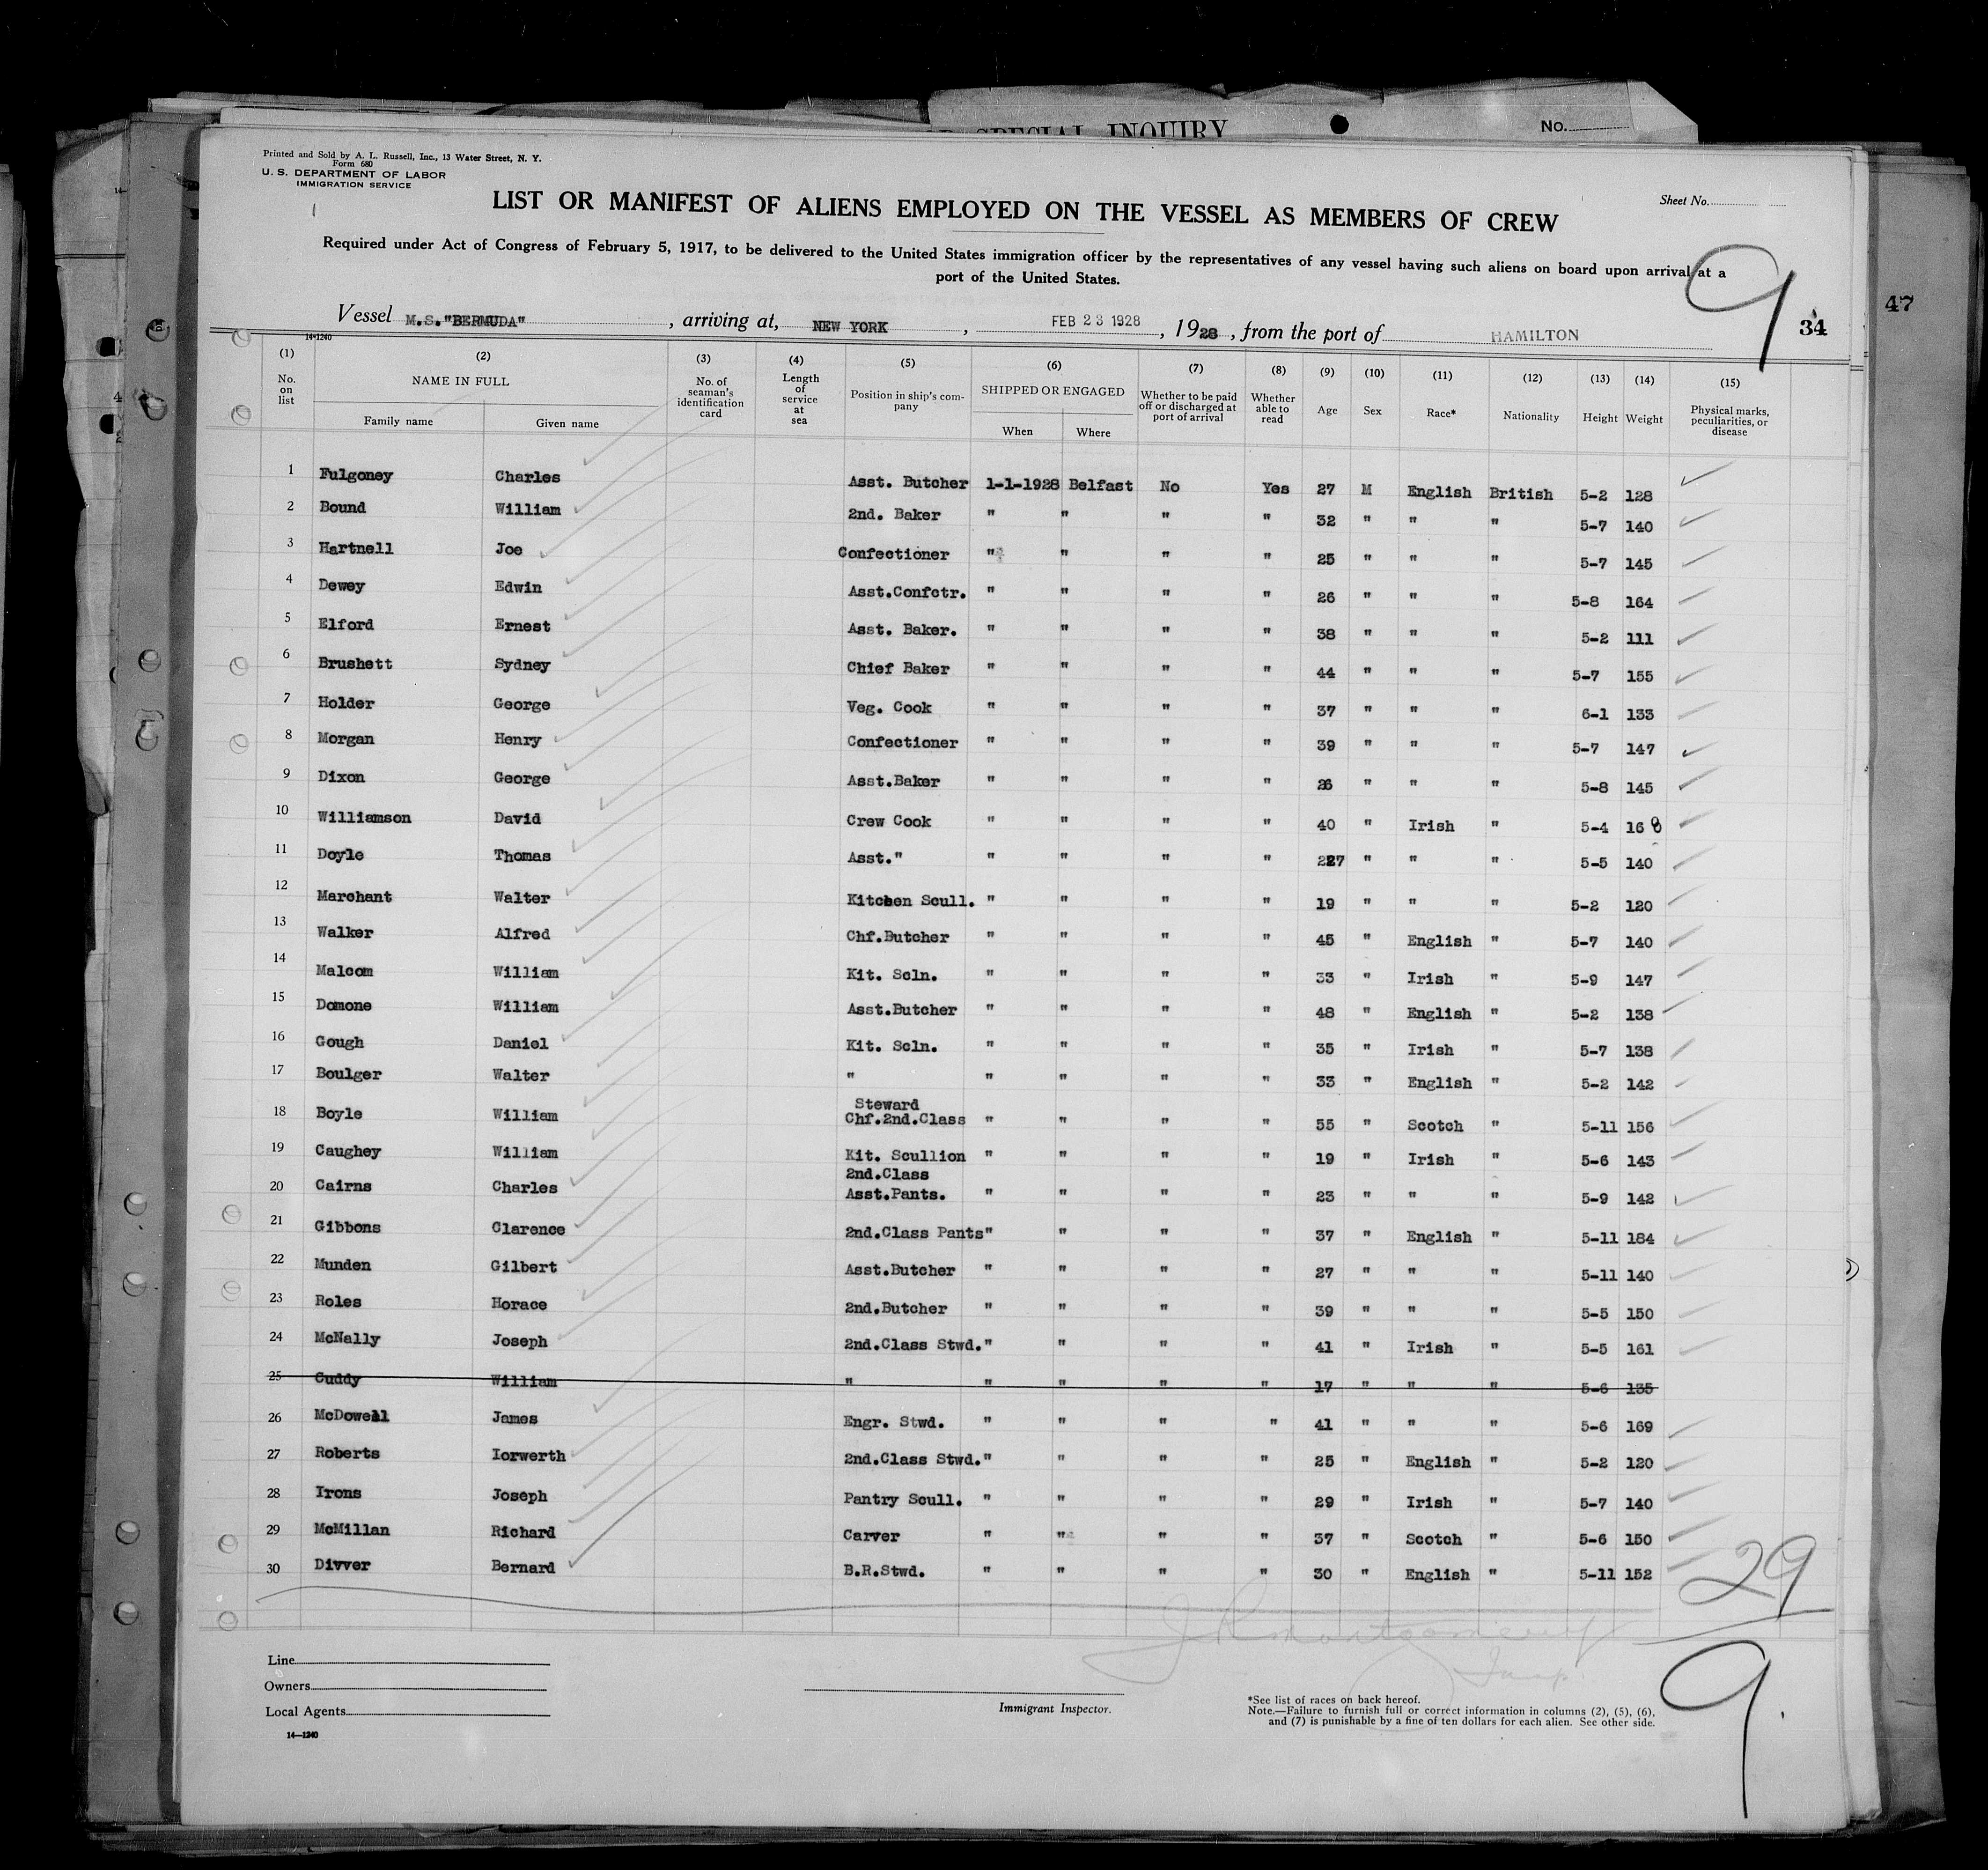 SPECIAL INQUIRY
No.
Printed and Sold by A. L. Russell, Inc., 13 Water Street, N. Y.
Form 680
U. S. DEPARTMENT OF LABOR
IMMIGRATION SERVICE
Sheet No.
LIST OR MANIFEST OF ALIENS EMPLOYED ON THE VESSEL AS MEMBERS OF CREW
Required under Act of Congress of February 5, 1917, to be delivered to the United States immigration officer by the representatives of any vessel having such aliens on board upon arrival at a
port of the United States.
9
47
Vessel M.S."BERMUDA" , arriving at, NEW YORK , FEB 23 1928 , 1928 , from the port of HAMILTON
34
14-1240
(1) (2) (3) (4) (5) (6) (7) (8) (9) (10) (11) (12) (13) (14) (15)
No. on list NAME IN FULL Family name Given name No. of seaman's identification card Length of service at sea Position in ship's company SHIPPED OR ENGAGED When Where Whether to be paid off or discharged at port of arrival Whether able to read Age Sex Race* Nationality Height Weight Physical marks, peculiarities, or disease
1 Fulgoney Charles Asst. Butcher 1-1-1928 Belfast No Yes 27 M English British 5-2 128
2 Bound William 2nd. Baker " " " " 32 " " " 5-7 140
3 Hartnell Joe Confectioner " " " " 25 " " " 5-7 145
4 Dewey Edwin Asst.Confctr. " " " " 26 " " " 5-8 164
5 Elford Ernest Asst. Baker. " " " " 38 " " " 5-2 111
6 Brushett Sydney Chief Baker " " " " 44 " " " 5-7 155
7 Holder George Veg. Cook " " " " 37 " " " 6-1 133
8 Morgan Henry Confectioner " " " " 39 " " " 5-7 147
9 Dixon George Asst.Baker " " " " 26 " " " 5-8 145
10 Williamson David Crew Cook " " " " 40 " Irish " 5-4 168
11 Doyle Thomas Asst." " " " " 227 " " " 5-5 140
12 Marchant Walter Kitchen Scull. " " " " 19 " " " 5-2 120
13 Walker Alfred Chf.Butcher " " " " 45 " English " 5-7 140
14 Malcom William Kit. Scln. " " " " 33 " Irish " 5-9 147
15 Domone William Asst.Butcher " " " " 48 " English " 5-2 138
16 Gough Daniel Kit. Scln. " " " " 35 " Irish " 5-7 138
17 Boulger Walter " " " " " 33 " English " 5-2 142
18 Boyle William Steward Chf.2nd.Class " " " " 55 " Scotch " 5-11 156
19 Caughey William Kit. Scullion " " " " 19 " Irish " 5-6 143
20 Cairns Charles 2nd.Class Asst.Pants. " " " " 23 " " " 5-9 142
21 Gibbons Clarence 2nd.Class Pants" " " " 37 " English " 5-11 184
22 Munden Gilbert Asst.Butcher " " " " 27 " " " 5-11 140
23 Roles Horace 2nd.Butcher " " " " 39 " " " 5-5 150
24 McNally Joseph 2nd.Class Stwd." " " " 41 " Irish " 5-5 161
25 Cuddy William " " " " " 17 " " " 5-6 135
26 McDowell James Engr. Stwd. " " " " 41 " " " 5-6 169
27 Roberts Iorwerth 2nd.Class Stwd." " " " 25 " English " 5-2 120
28 Irons Joseph Pantry Scull. " " " " 29 " Irish " 5-7 140
29 McMillan Richard Carver " " " " 37 " Scotch " 5-6 150
30 Divver Bernard B.R.Stwd. " " " " 30 " English " 5-11 152
29
J R Montgomery
Insp.
9.
Line
Owners
Local Agents
Immigrant Inspector.
*See list of races on back hereof.
Note.—Failure to furnish full or correct information in columns (2), (5), (6),
and (7) is punishable by a fine of ten dollars for each alien. See other side.
14—1240